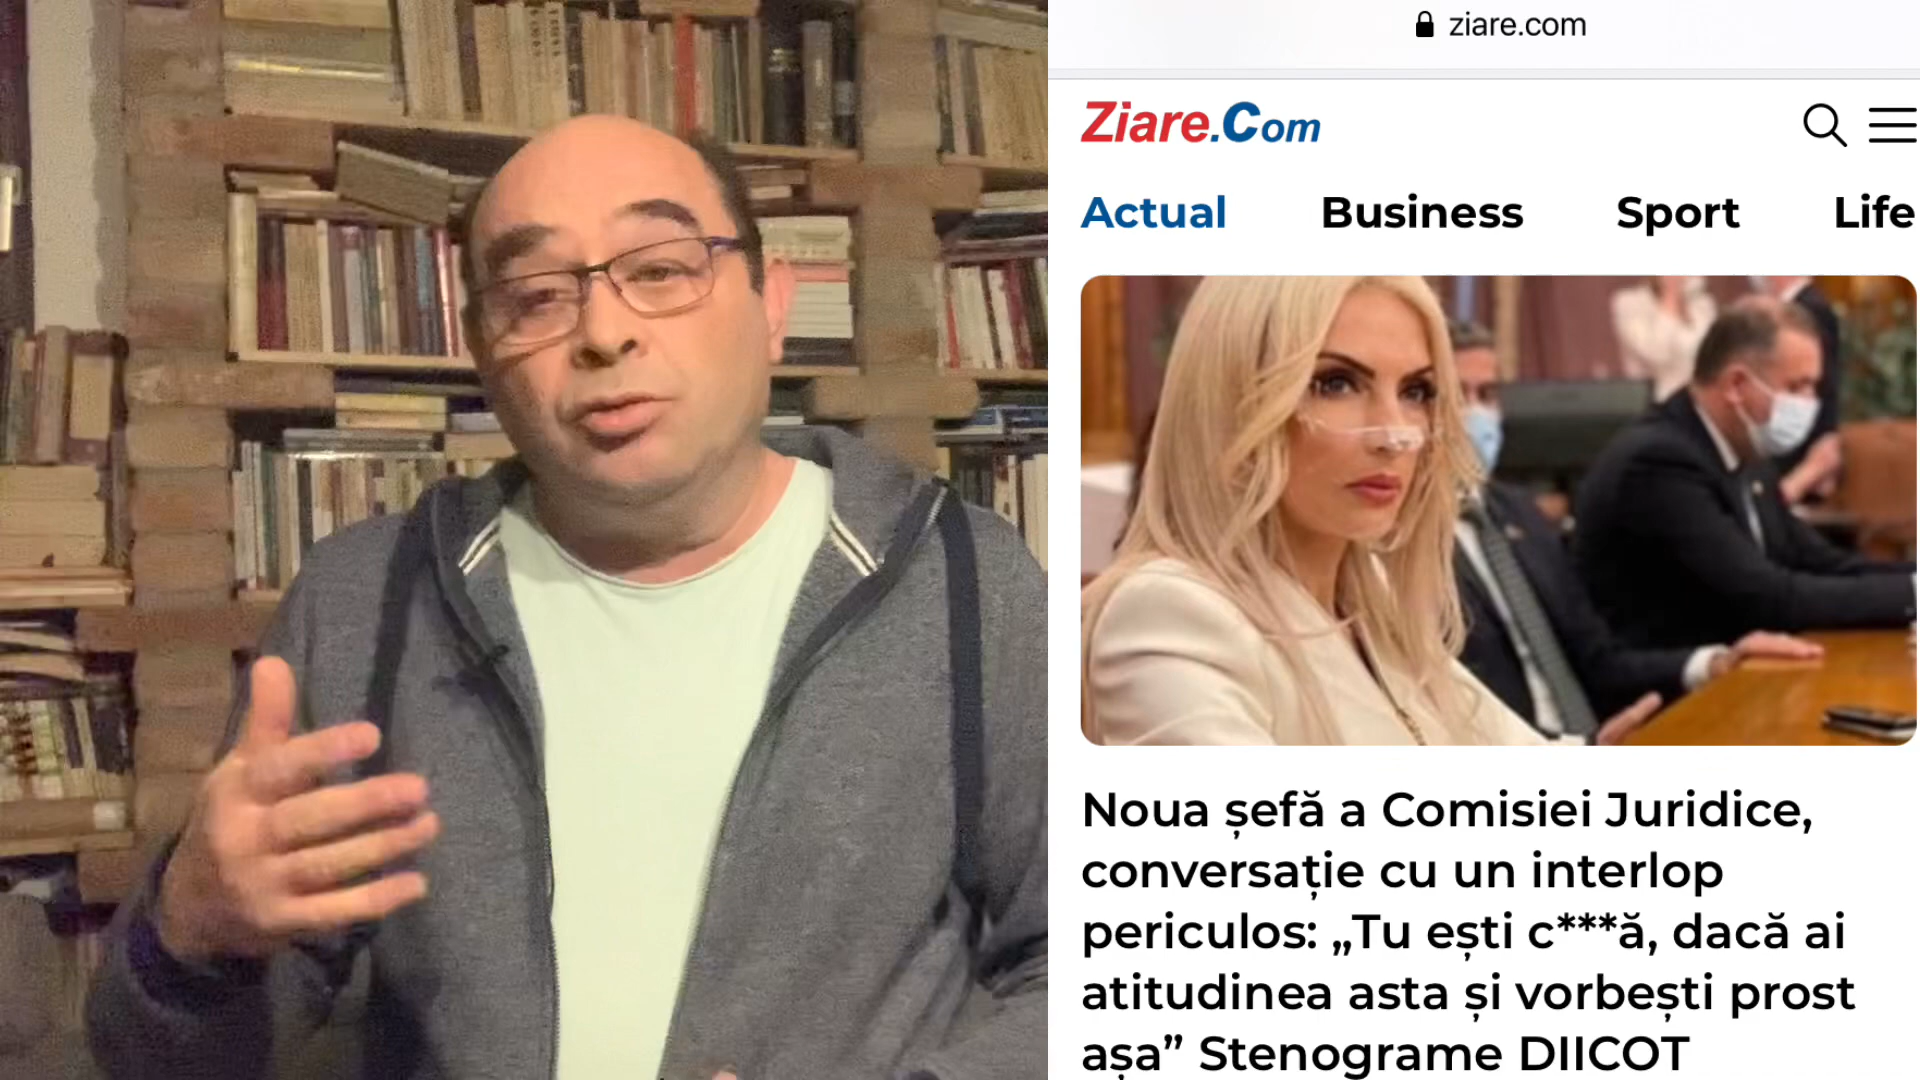 ziare.com
Ziare.Com
Actual Business Sport Life
Noua șefă a Comisiei Juridice,
conversație cu un interlop
periculos: „Tu ești c***ă, dacă ai
atitudinea asta și vorbești prost
așa” Stenograme DIICOT